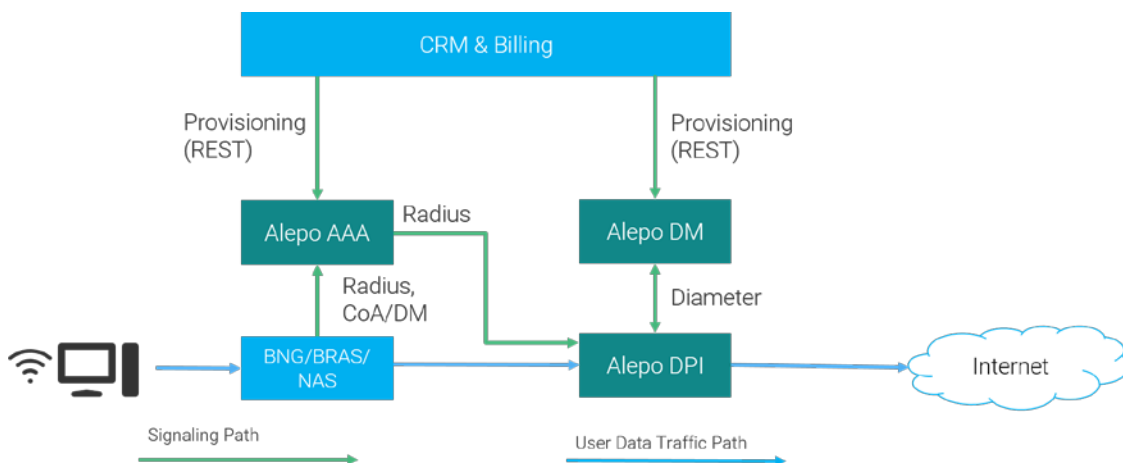 CRM & Billing
Provisioning
(REST)
Provisioning
(REST)
Alepo AAA
Radius
Alepo DM
Radius,
CoA/DM
Diameter
BNG/BRAS/
NAS
Alepo DPI
Internet
Signaling Path
User Data Traffic Path